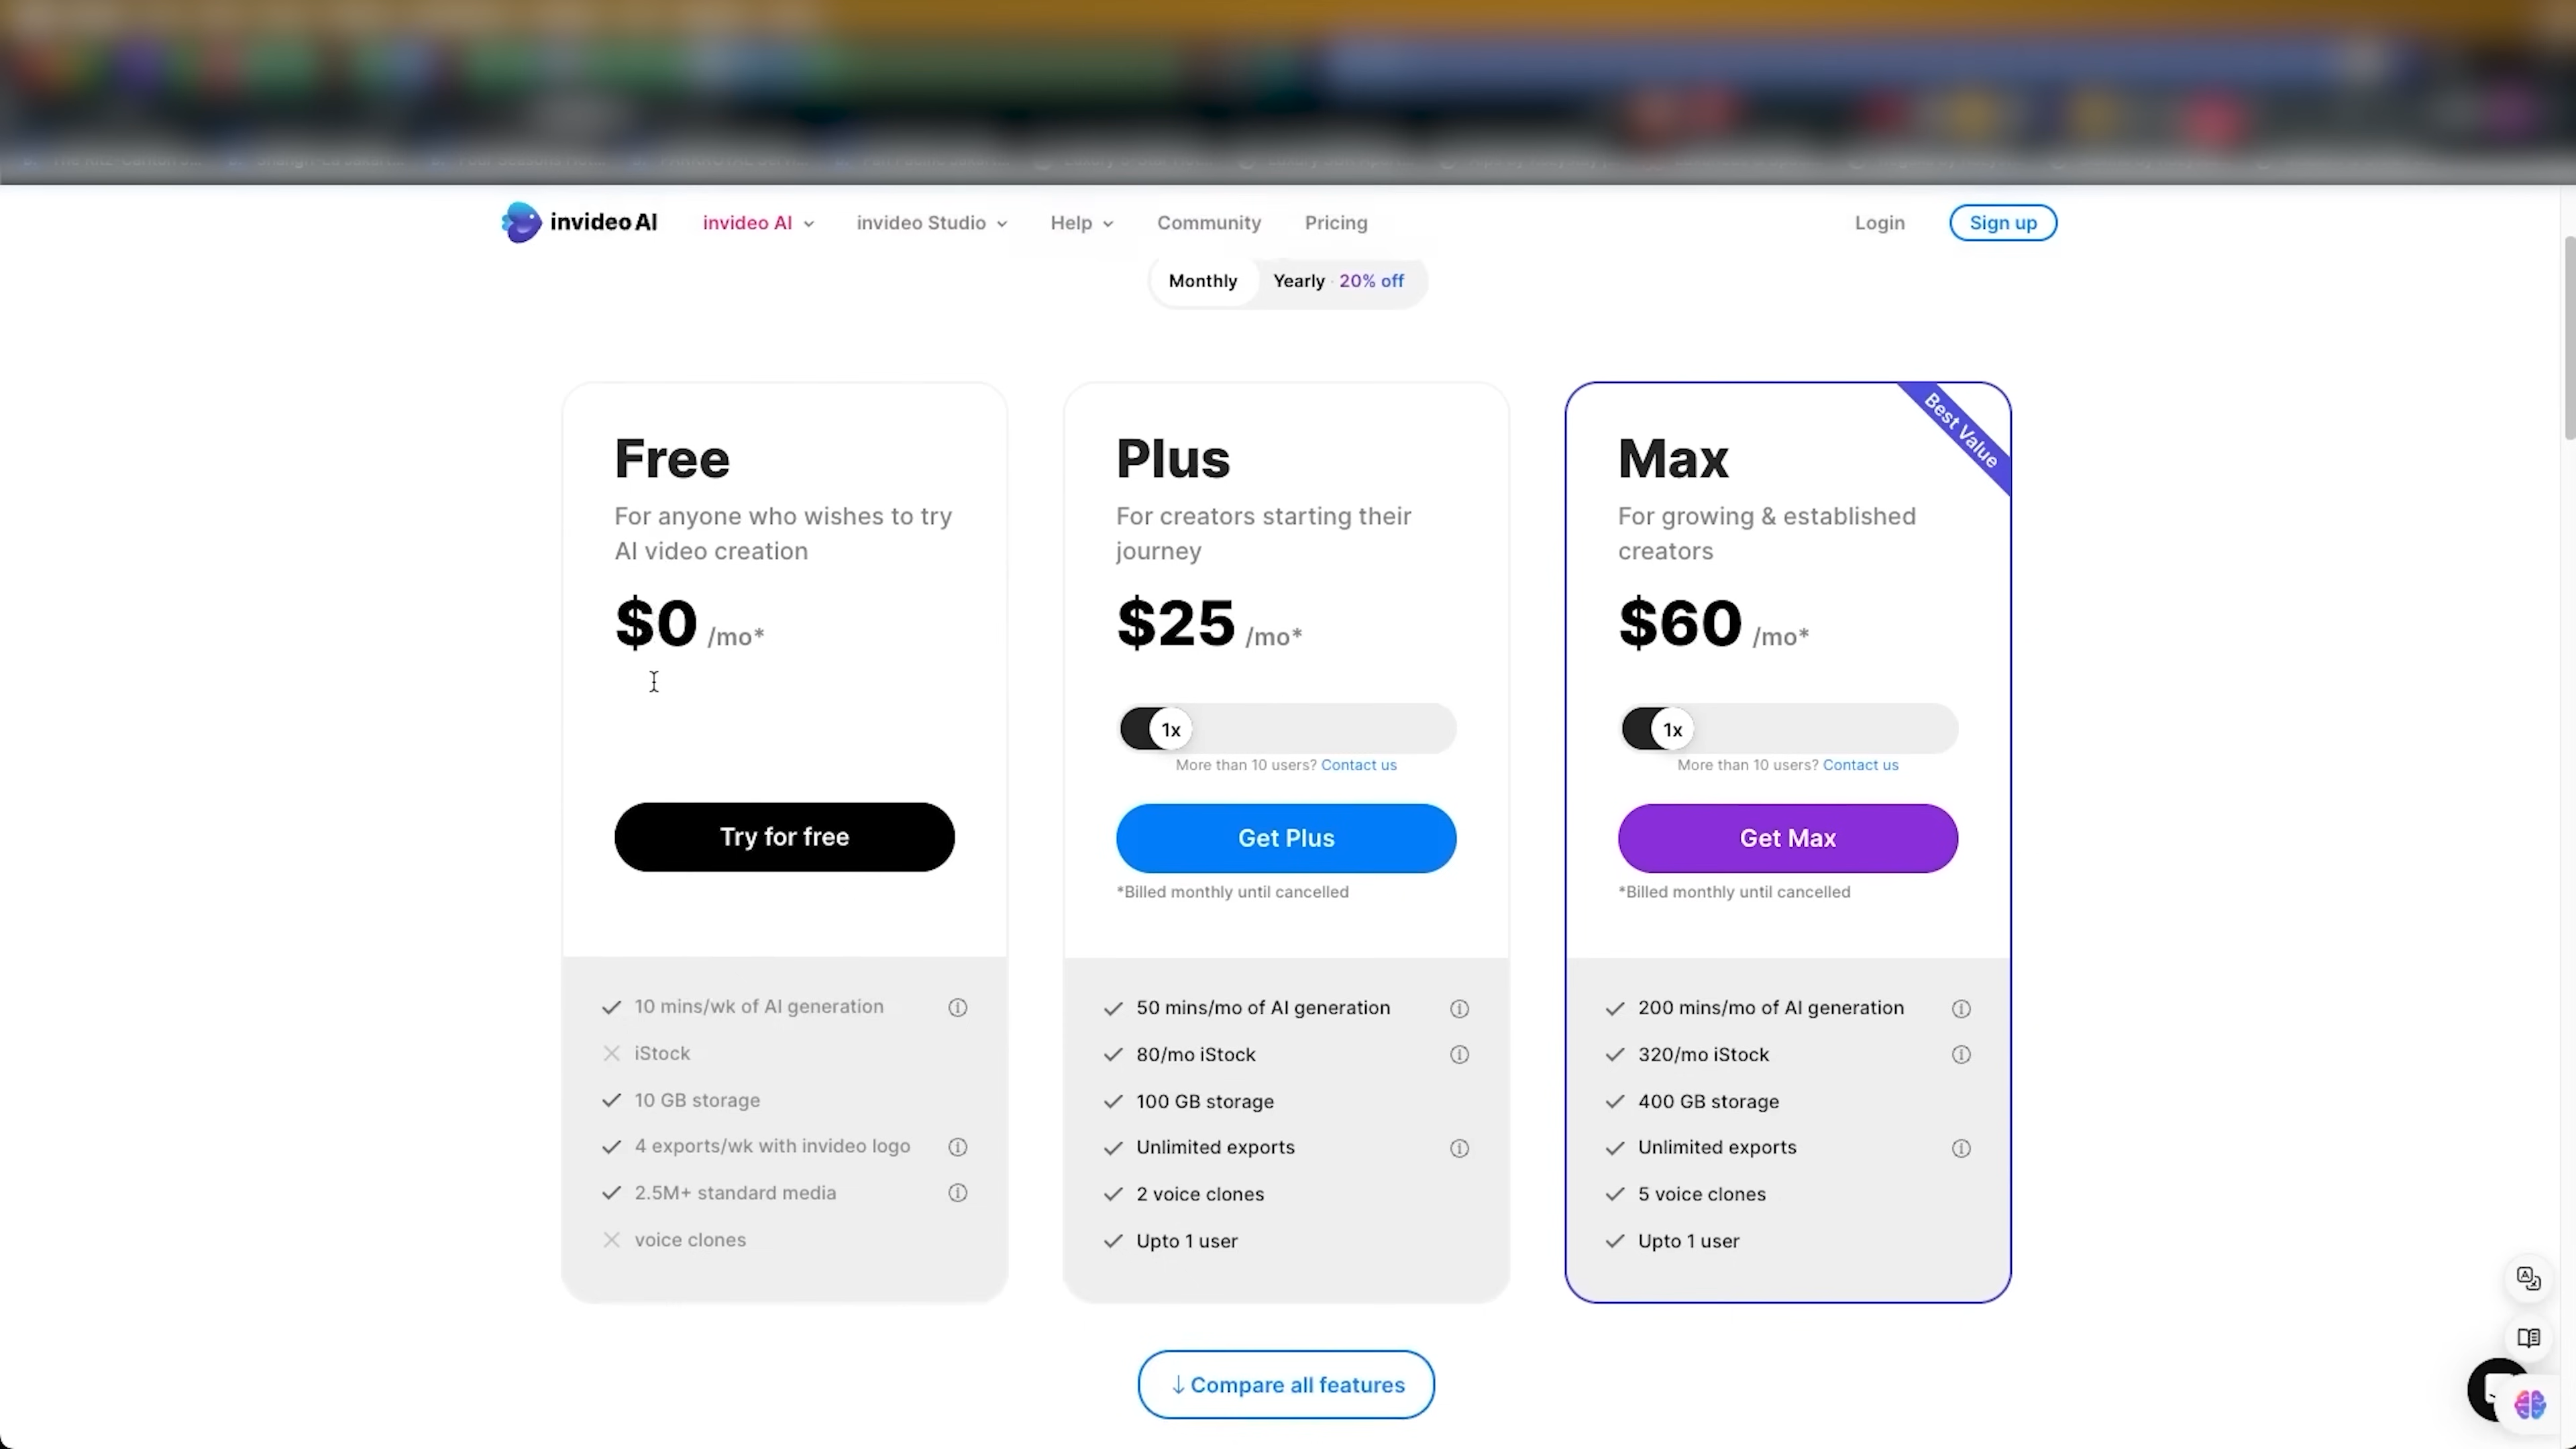 invideo AI
invideo AI
invideo Studio
Help
Community
Pricing
Login
Sign up
Monthly
Yearly · 20% off
Free
For anyone who wishes to try
AI video creation
$0 /mo*
Try for free
10 mins/wk of AI generation
iStock
10 GB storage
4 exports/wk with invideo logo
2.5M+ standard media
voice clones
Plus
For creators starting their
journey
$25 /mo*
1x
More than 10 users? Contact us
Get Plus
*Billed monthly until cancelled
50 mins/mo of AI generation
80/mo iStock
100 GB storage
Unlimited exports
2 voice clones
Upto 1 user
Best Value
Max
For growing & established
creators
$60 /mo*
1x
More than 10 users? Contact us
Get Max
*Billed monthly until cancelled
200 mins/mo of AI generation
320/mo iStock
400 GB storage
Unlimited exports
5 voice clones
Upto 1 user
↓ Compare all features